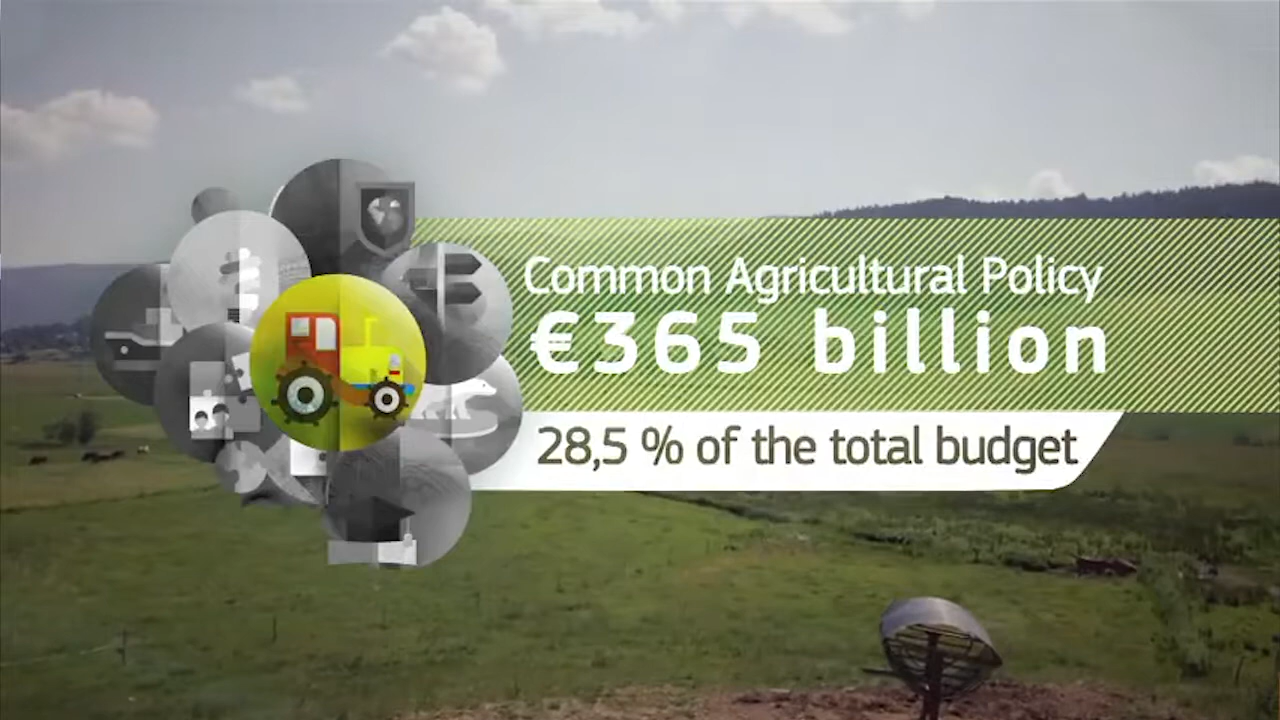 Common Agricultural Policy
€365 billion
28,5 % of the total budget